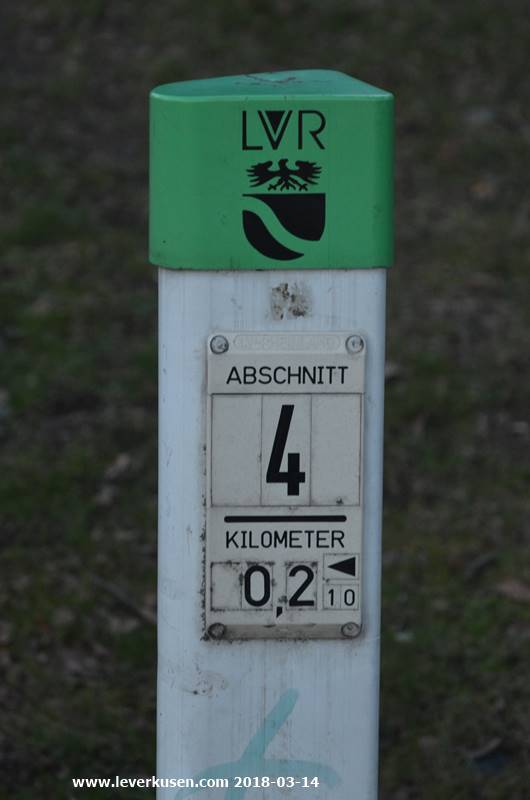 LVR
ABSCHNITT
4
KILOMETER
0,2
10
www.leverkusen.com 2018-03-14